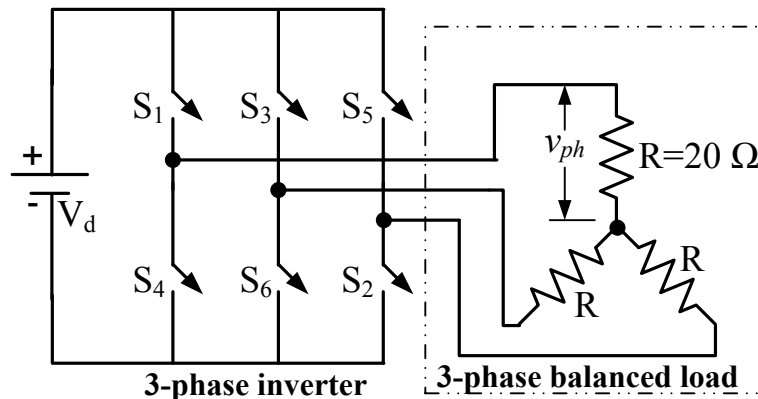 S1
S3
S5
+
-
Vd
vph
R=20 Ω
S4
S6
S2
R
R
3-phase inverter
3-phase balanced load